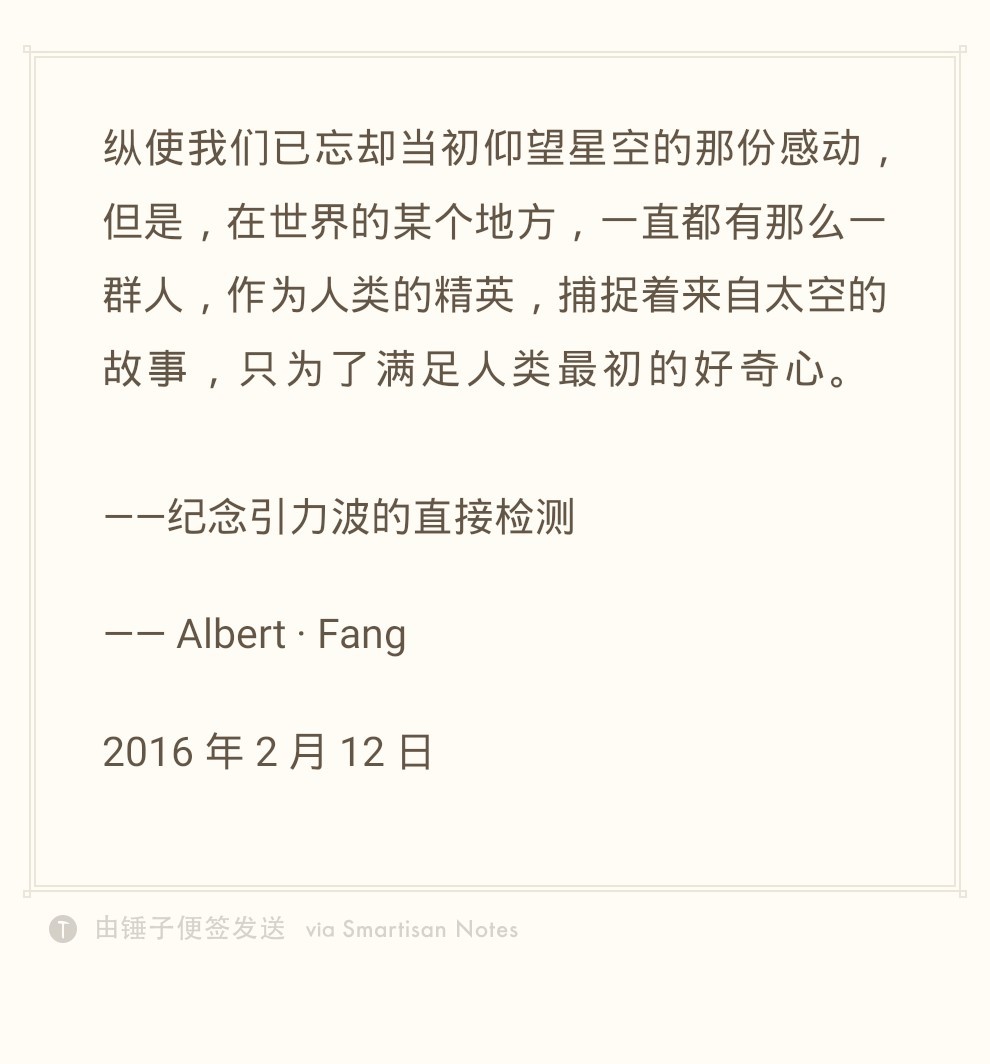 纵使我们已忘却当初仰望星空的那份感动，
但是，在世界的某个地方，一直都有那么一
群人，作为人类的精英，捕捉着来自太空的
故事，只为了满足人类最初的好奇心。
——纪念引力波的直接检测
—— Albert · Fang
2016 年 2 月 12 日
T 由锤子便签发送 via Smartisan Notes